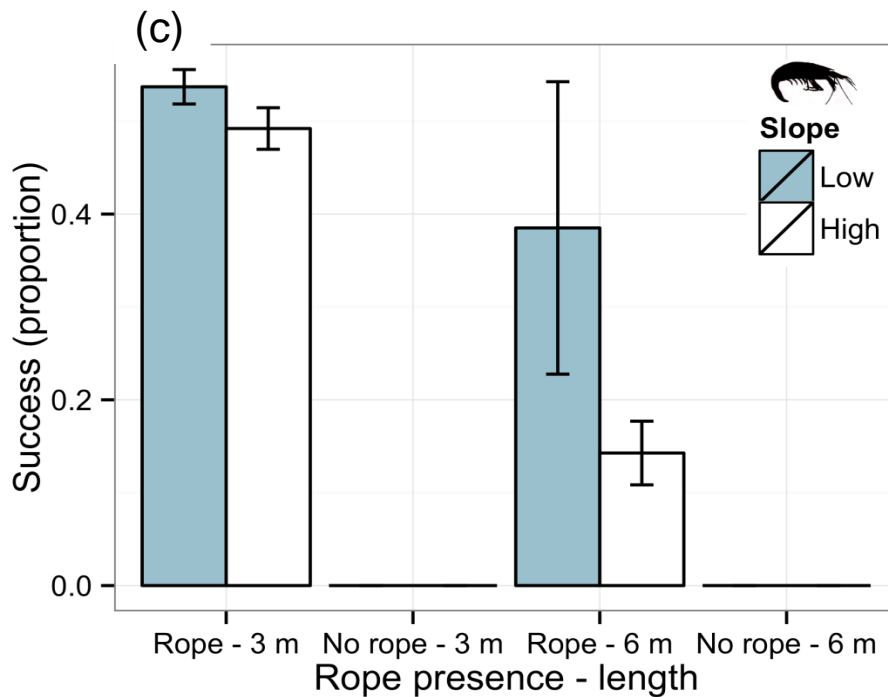 (c)
Slope
Low
High
Success (proportion)
0.4
0.2
0.0
Rope - 3 m No rope - 3 m Rope - 6 m No rope - 6 m
Rope presence - length